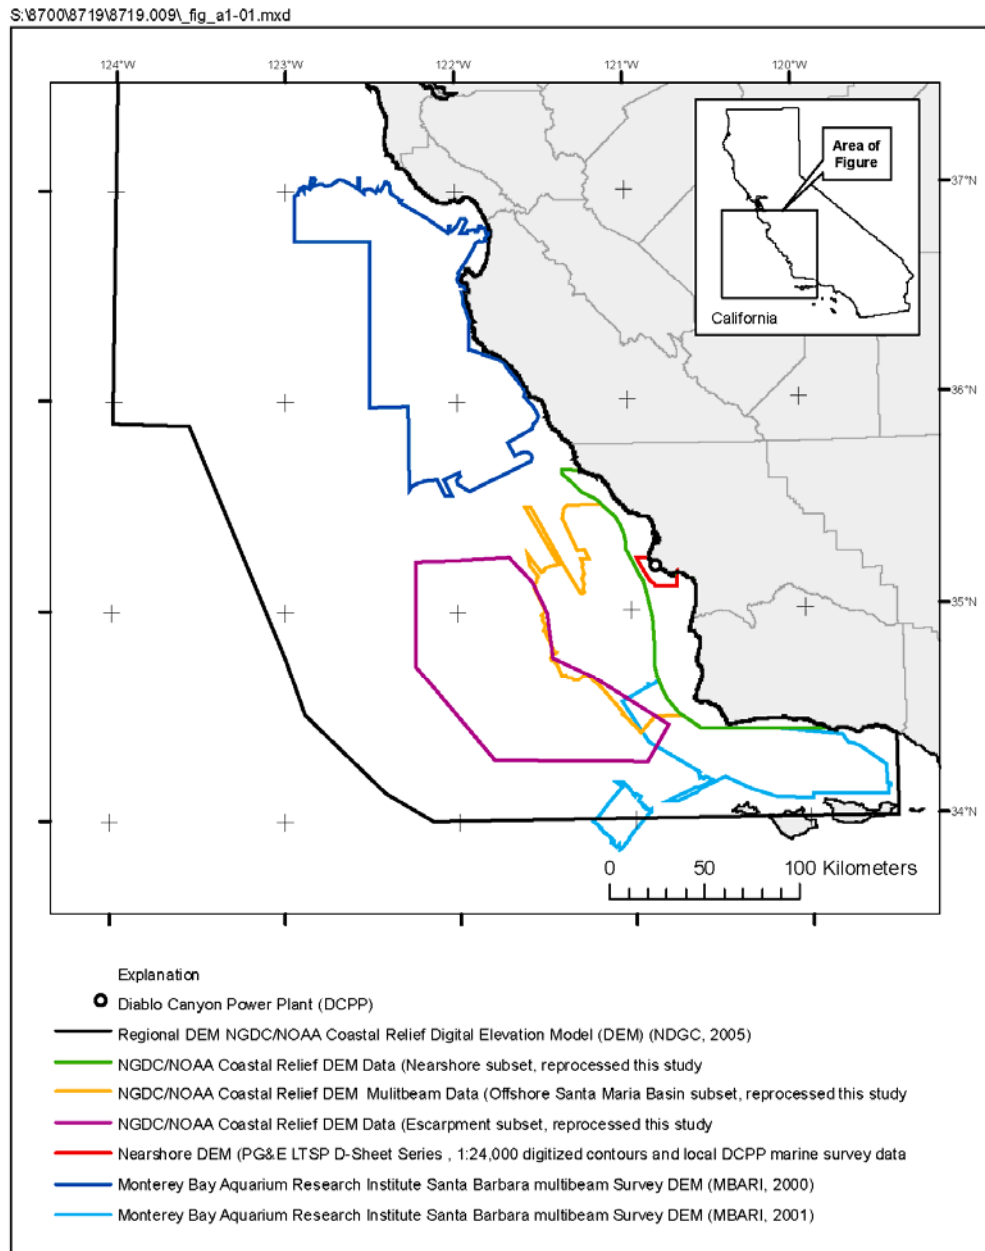 S:\8700\8719\8719.009\_fig_a1-01.mxd
124°W 123°W 122°W 121°W 120°W
Area of
Figure
California
37°N
36°N
35°N
34°N
0 50 100 Kilometers
Explanation
Diablo Canyon Power Plant (DCPP)
Regional DEM NGDC/NOAA Coastal Relief Digital Elevation Model (DEM) (NDGC, 2005)
NGDC/NOAA Coastal Relief DEM Data (Nearshore subset, reprocessed this study
NGDC/NOAA Coastal Relief DEM Mulitbeam Data (Offshore Santa Maria Basin subset, reprocessed this study
NGDC/NOAA Coastal Relief DEM Data (Escarpment subset, reprocessed this study
Nearshore DEM (PG&E LTSP D-Sheet Series , 1:24,000 digitized contours and local DCPP marine survey data
Monterey Bay Aquarium Research Institute Santa Barbara multibeam Survey DEM (MBARI, 2000)
Monterey Bay Aquarium Research Institute Santa Barbara multibeam Survey DEM (MBARI, 2001)